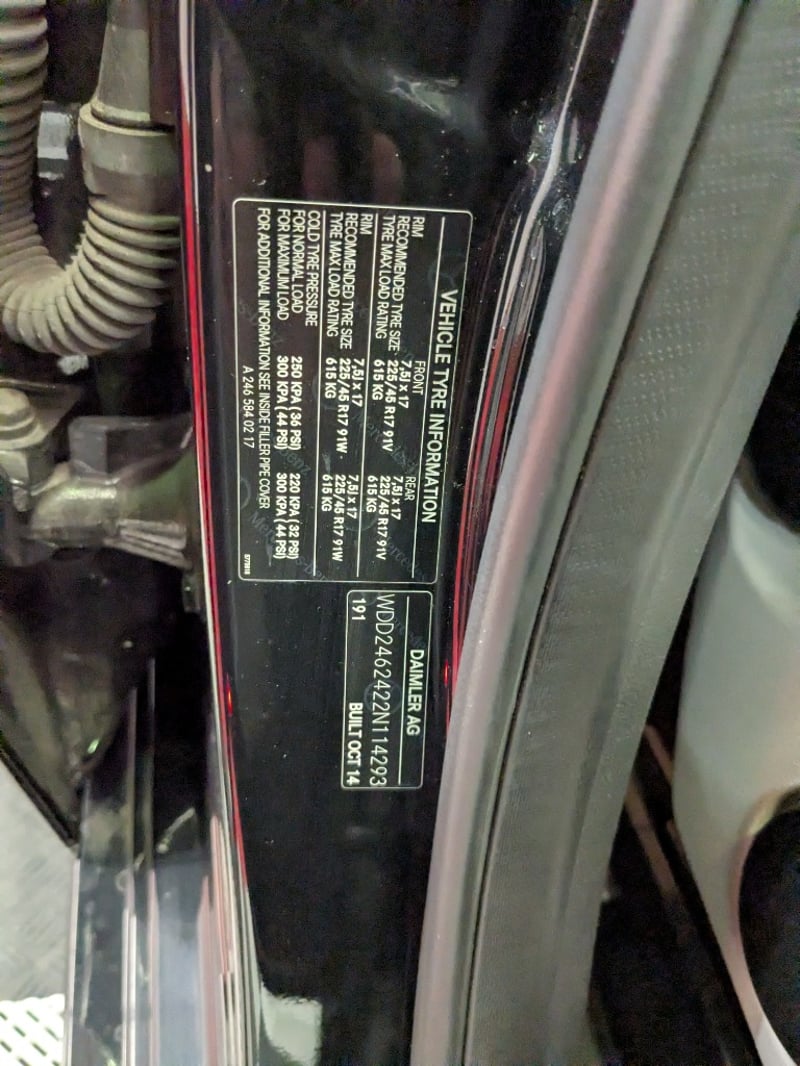 VEHICLE TYRE INFORMATION
FRONT REAR
RIM 7,5J x 17 7,5J x 17
RECOMMENDED TYRE SIZE 225/45 R17 91V 225/45 R17 91V
TYRE MAX.LOAD RATING 615 KG 615 KG
RIM 7,5J x 17 7,5J x 17
RECOMMENDED TYRE SIZE 225/45 R17 91W 225/45 R17 91W
TYRE MAX.LOAD RATING 615 KG 615 KG
COLD TYRE PRESSURE
FOR NORMAL LOAD 250 KPA (36 PSI) 220 KPA (32 PSI)
FOR MAXIMUM LOAD 300 KPA (44 PSI) 300 KPA (44 PSI)
FOR ADDITIONAL INFORMATION SEE INSIDE FILLER PIPE COVER
A 246 584 02 17
DAIMLER AG
WDD2462422N114293
191 BUILT OCT 14